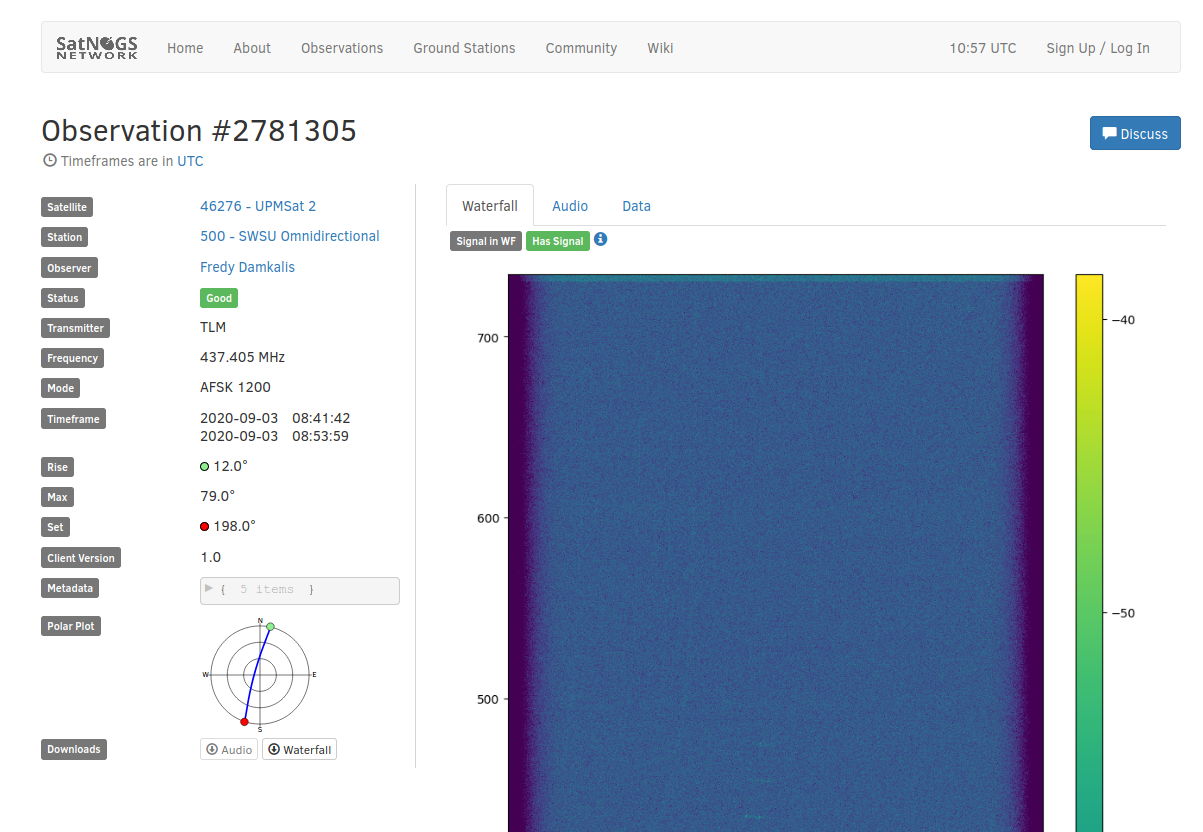 SatNOGS NETWORK Home About Observations Ground Stations Community Wiki 10:57 UTC Sign Up / Log In
Observation #2781305
Discuss
Timeframes are in UTC
Satellite 46276 - UPMSat 2
Station 500 - SWSU Omnidirectional
Observer Fredy Damkalis
Status Good
Transmitter TLM
Frequency 437.405 MHz
Mode AFSK 1200
Timeframe 2020-09-03 08:41:42
2020-09-03 08:53:59
Rise 12.0°
Max 79.0°
Set 198.0°
Client Version 1.0
Metadata { 5 items }
Polar Plot
N
W E
S
Downloads Audio Waterfall
Waterfall Audio Data
Signal in WF Has Signal
700
600
500
−40
−50